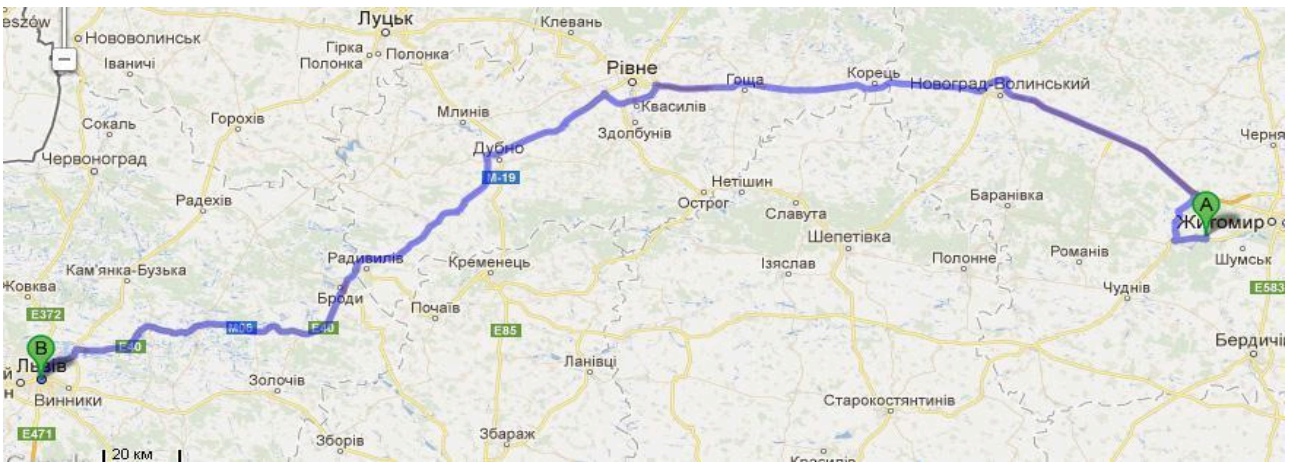 Луцьк
Клевань
eszów
Нововолинськ
Іваничі
Гірка
Полонка
Полонка
Рівне
Гоща
Корець
Новоград-Волинський
Квасилів
Млинів
Здолбунів
Сокаль
Горохів
Черня
Дубно
Червоноград
М-19
Нетішин
Баранівка
Радехів
Острог
Славута
A
Житомир
Шепетівка
Романів
Радивилів
Кременець
Ізяслав
Полонне
Шумськ
Кам'янка-Бузька
Жовква
Броди
Чуднів
E583
Почаїв
E372
M06
E40
E85
B
E40
Бердичі
Львів
Ланівці
й
н
Золочів
Винники
Старокостянтинів
E471
Зборів
Збараж
20 км
Красилів